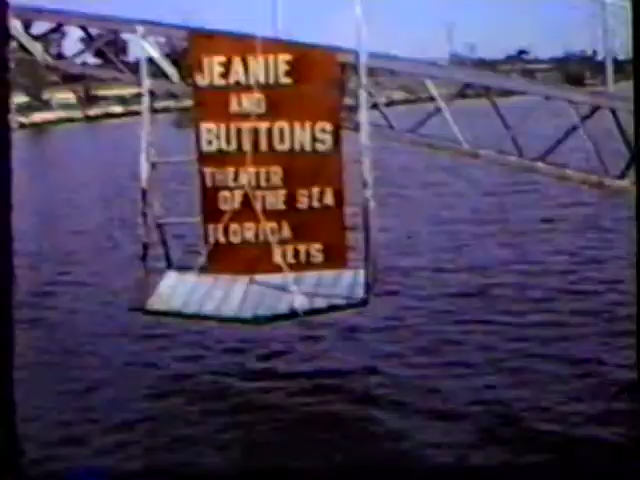 JEANIE
AND
BUTTONS
THEATER
OF THE SEA
FLORIDA
KEYS